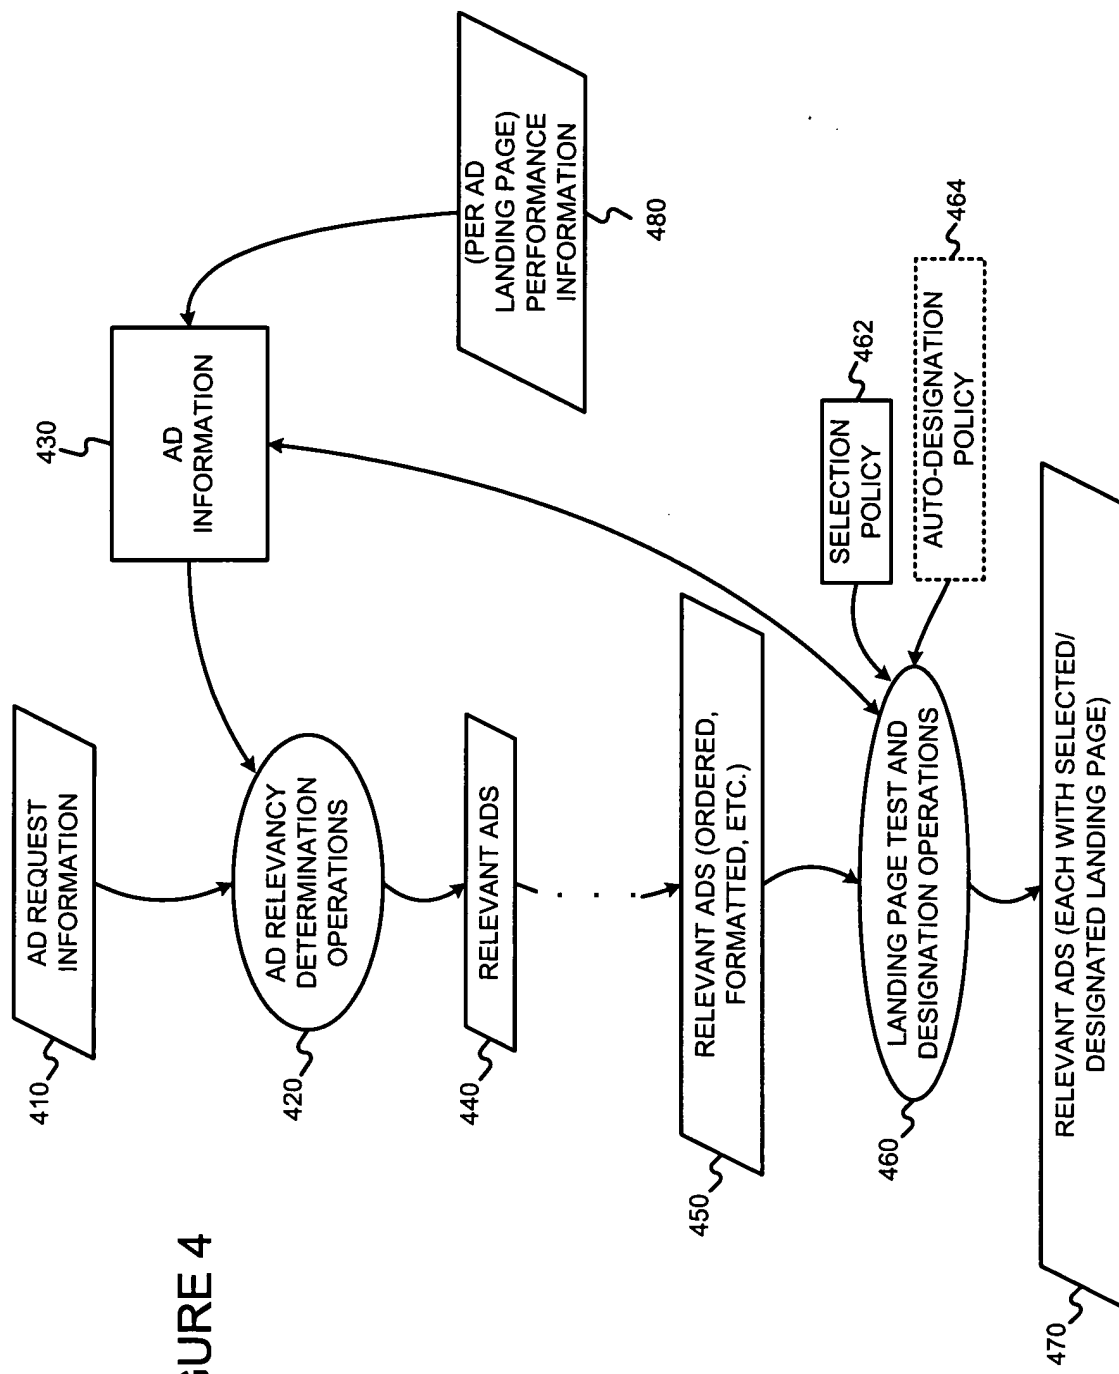 410
AD REQUEST
INFORMATION
430
AD
INFORMATION
420
AD RELEVANCY
DETERMINATION
OPERATIONS
(PER AD
LANDING PAGE)
PERFORMANCE
INFORMATION
480
440
RELEVANT ADS
. . .
450
RELEVANT ADS (ORDERED,
FORMATTED, ETC.)
SELECTION
POLICY
462
460
LANDING PAGE TEST AND
DESIGNATION OPERATIONS
AUTO-DESIGNATION
POLICY
464
470
RELEVANT ADS (EACH WITH SELECTED/
DESIGNATED LANDING PAGE)
GURE 4